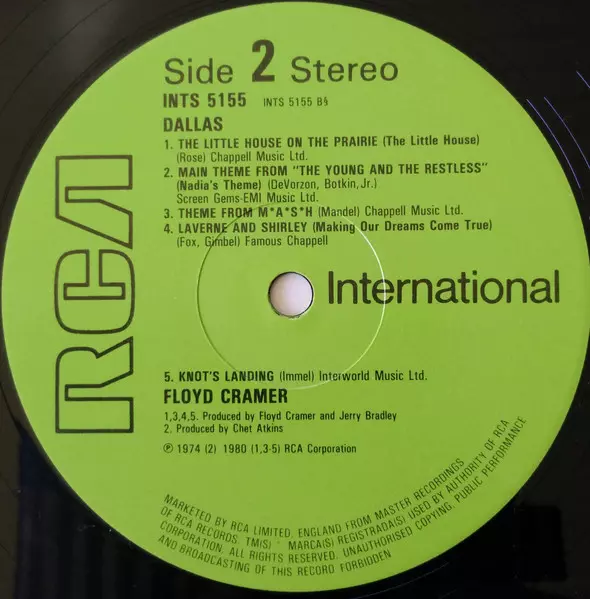 Side 2 Stereo
INTS 5155 INTS 5155 B§
DALLAS
1. THE LITTLE HOUSE ON THE PRAIRIE (The Little House)
(Rose) Chappell Music Ltd.
2. MAIN THEME FROM "THE YOUNG AND THE RESTLESS"
(Nadia's Theme) (DeVorzon, Botkin, Jr.)
Screen Gems-EMI Music Ltd.
3. THEME FROM M*A*S*H (Mandel) Chappell Music Ltd.
4. LAVERNE AND SHIRLEY (Making Our Dreams Come True)
(Fox, Gimbel) Famous Chappell
RCA
International
5. KNOT'S LANDING (Immel) Interworld Music Ltd.
FLOYD CRAMER
1,3,4,5. Produced by Floyd Cramer and Jerry Bradley
2. Produced by Chet Atkins
℗ 1974 (2) 1980 (1,3-5) RCA Corporation
MARKETED BY RCA LIMITED, ENGLAND FROM MASTER RECORDINGS
OF RCA RECORDS. TM(S) ' MARCA(S) REGISTRADA(S) USED BY AUTHORITY OF RCA
CORPORATION. ALL RIGHTS RESERVED. UNAUTHORISED COPYING, PUBLIC PERFORMANCE
AND BROADCASTING OF THIS RECORD FORBIDDEN